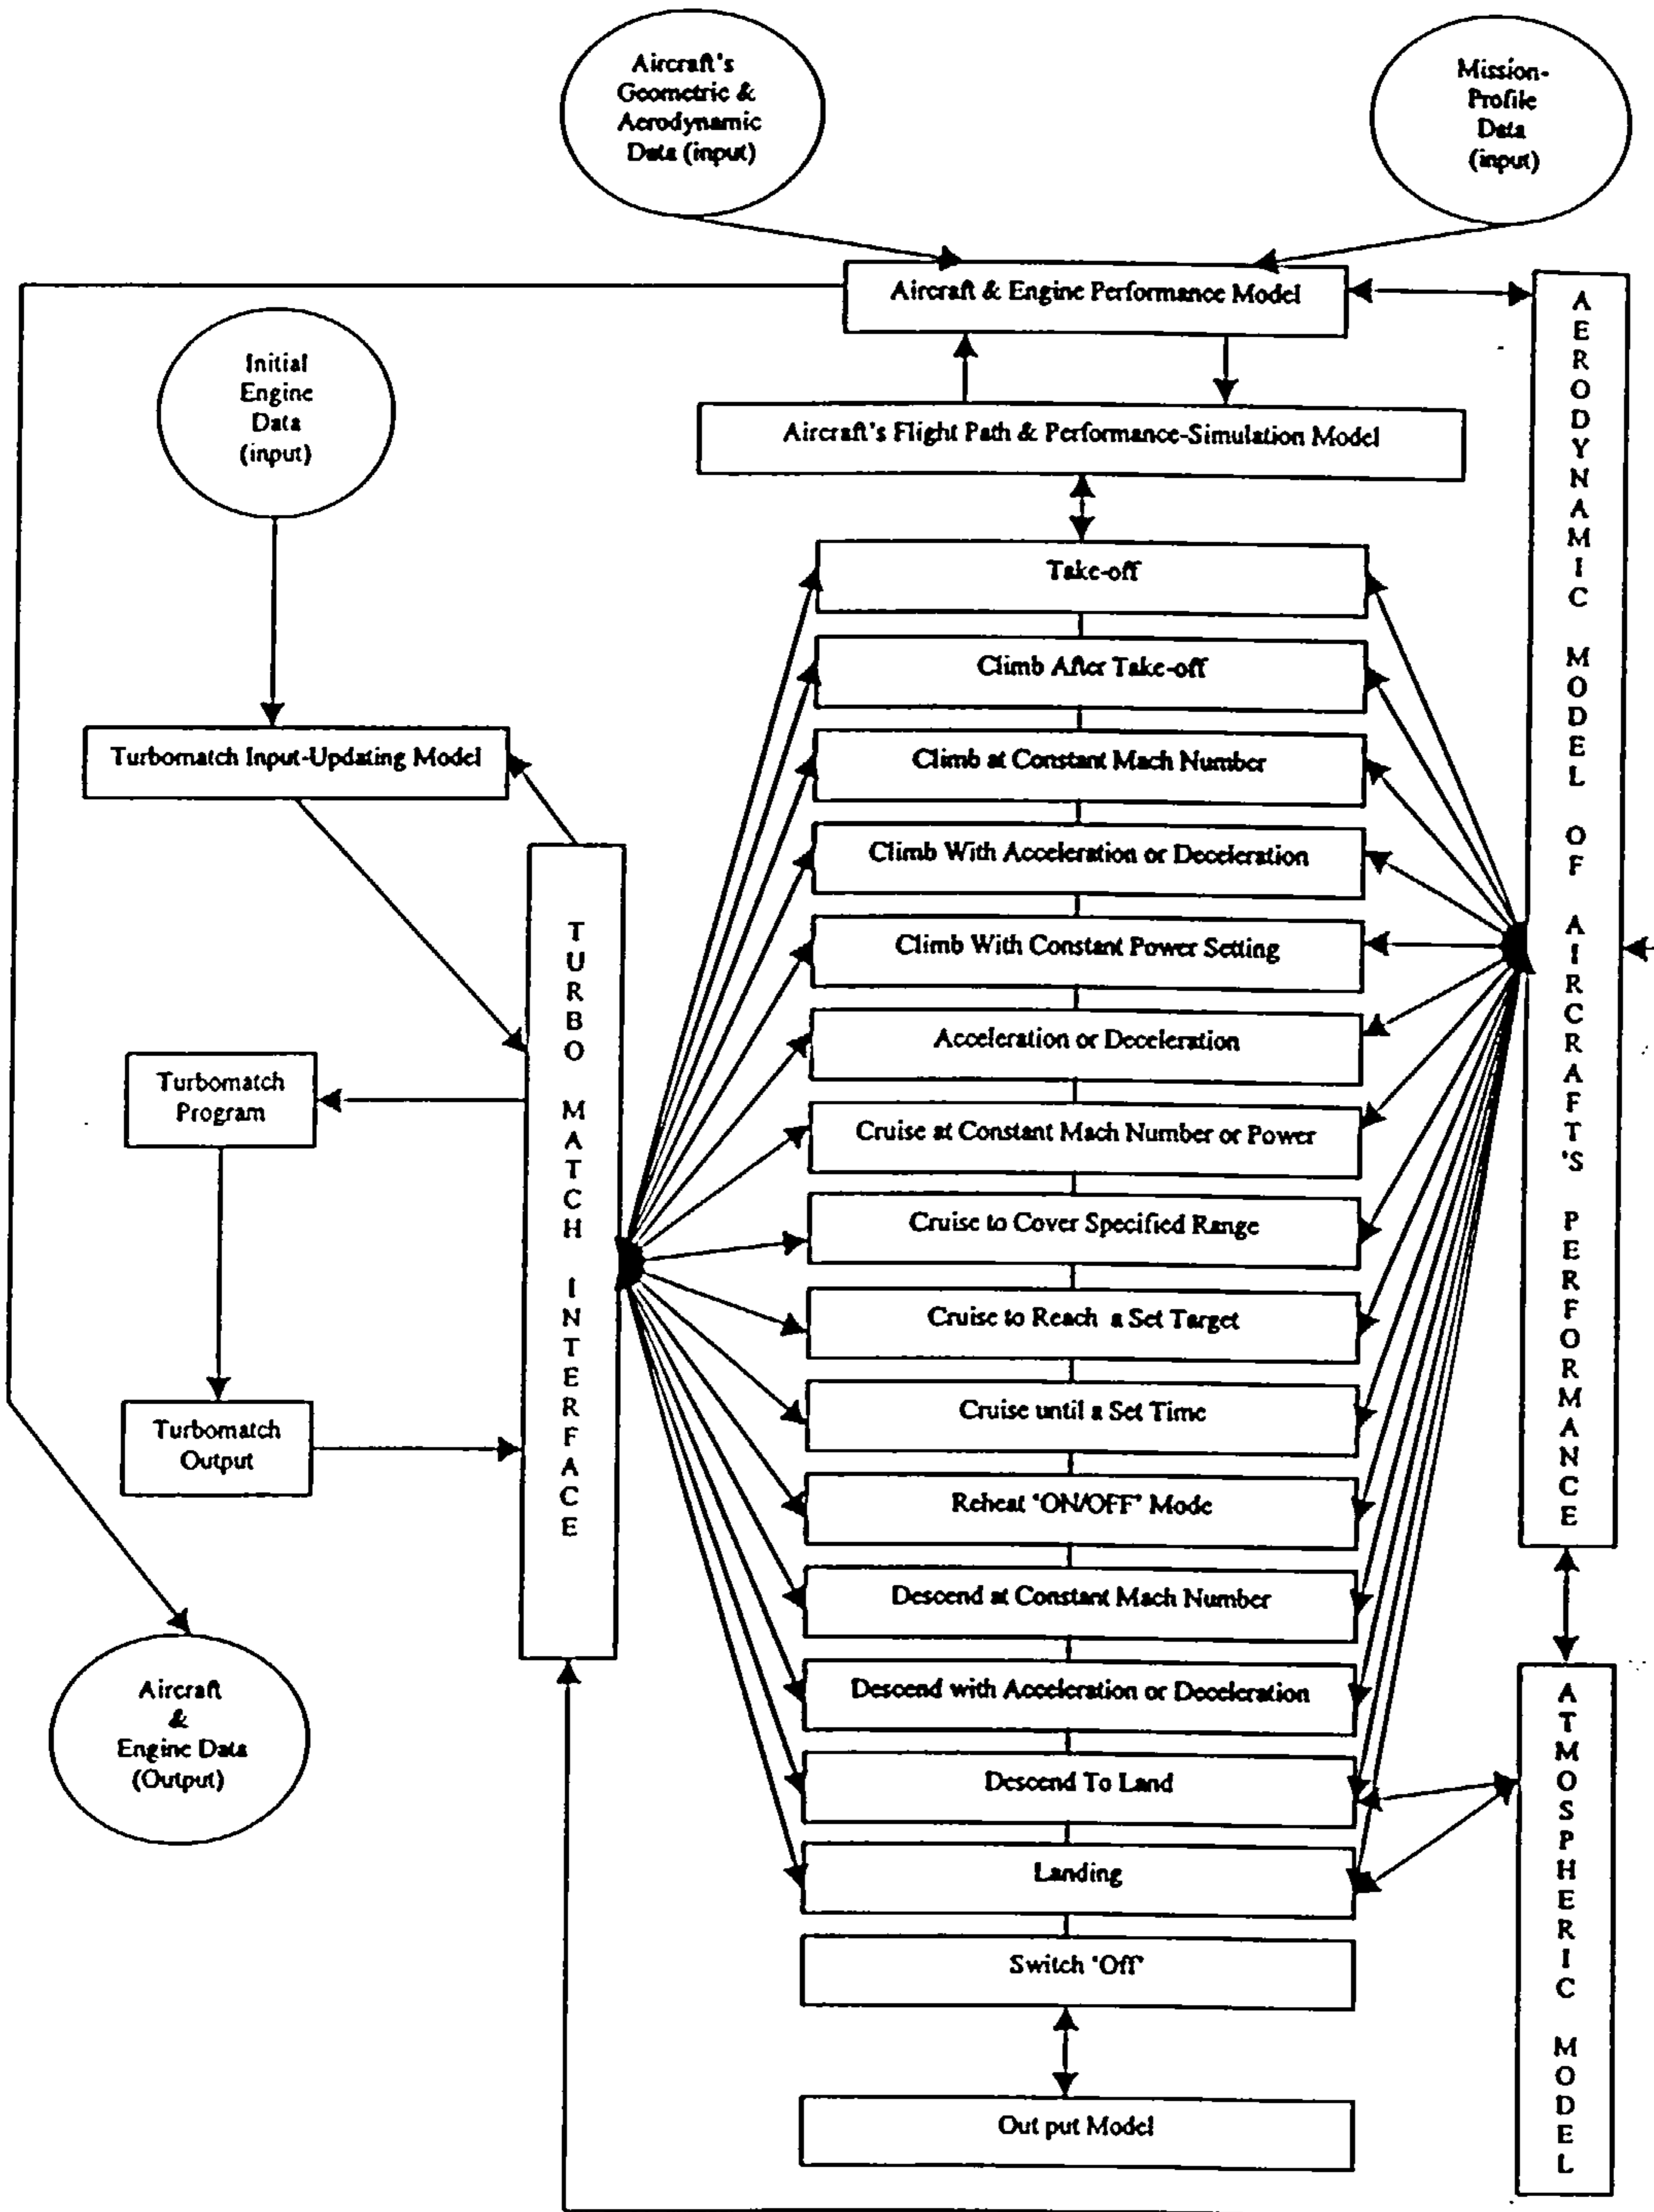 Aircraft's
Geometric &
Aerodynamic
Data (input)
Mission-
Profile
Data
(input)
Aircraft & Engine Performance Model
Initial
Engine
Data
(input)
Aircraft's Flight Path & Performance-Simulation Model
Take-off
Climb After Take-off
Turbomatch Input-Updating Model
Climb at Constant Mach Number
Climb With Acceleration or Deceleration
Climb With Constant Power Setting
Acceleration or Deceleration
Turbomatch
Program
Cruise at Constant Mach Number or Power
Cruise to Cover Specified Range
Cruise to Reach a Set Target
Cruise until a Set Time
Turbomatch
Output
Reheat 'ON/OFF' Mode
Descend at Constant Mach Number
Descend with Acceleration or Deceleration
Aircraft
&
Engine Data
(Output)
Descend To Land
Landing
Switch 'Off'
Out put Model
TURBO MATCH INTERFACE
AERODYNAMIC MODEL OF AIRCRAFT'S PERFORMANCE
ATMOSPHERIC MODEL